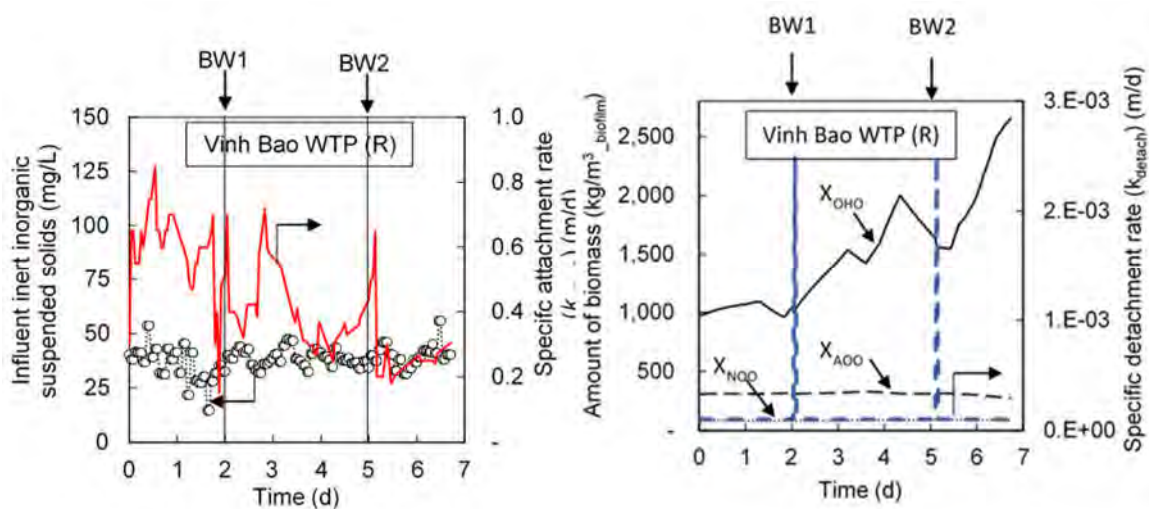 BW1
BW2
150
125
100
75
50
25
0
Influent inert inorganic
suspended solids (mg/L)
Vinh Bao WTP (R)
1.0
0.8
0.6
0.4
0.2
-
Specifc attachment rate
0 1 2 3 4 5 6 7
Time (d)
BW1
BW2
Amount of biomass (kg/m³_biofilm)
2,500
2,000
1,500
1,000
500
-
Vinh Bao WTP (R)
X_OHO
X_NOO
X_AOO
3.E-03
2.E-03
1.E-03
0.E+00
Specific detachment rate (k_detach) (m/d)
0 1 2 3 4 5 6 7
Time (d)